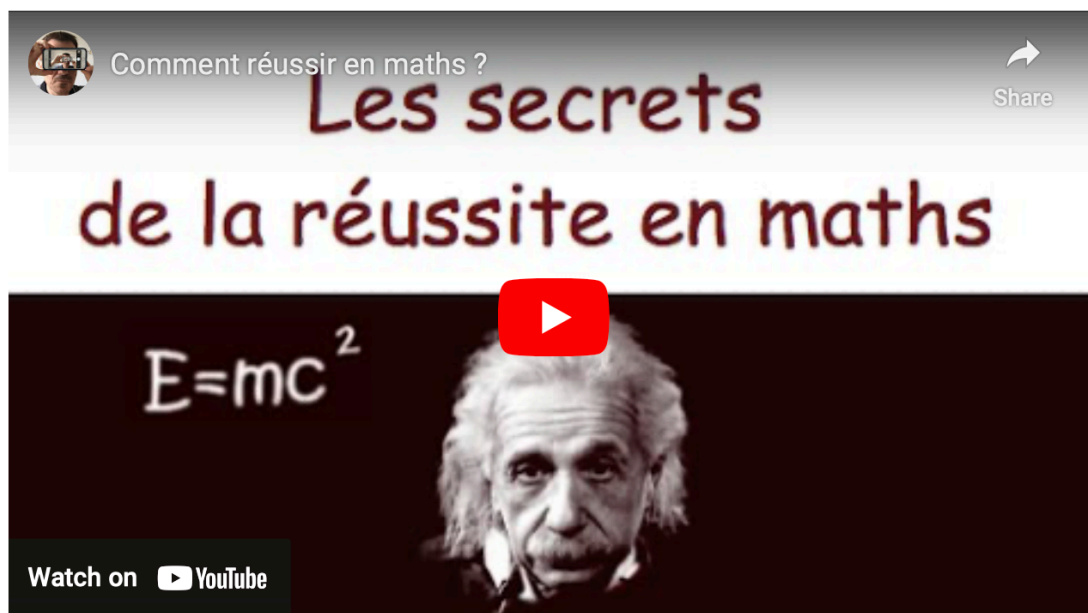 Comment réussir en maths ?
Share
Les secrets
de la réussite en maths
E=mc²
Watch on YouTube